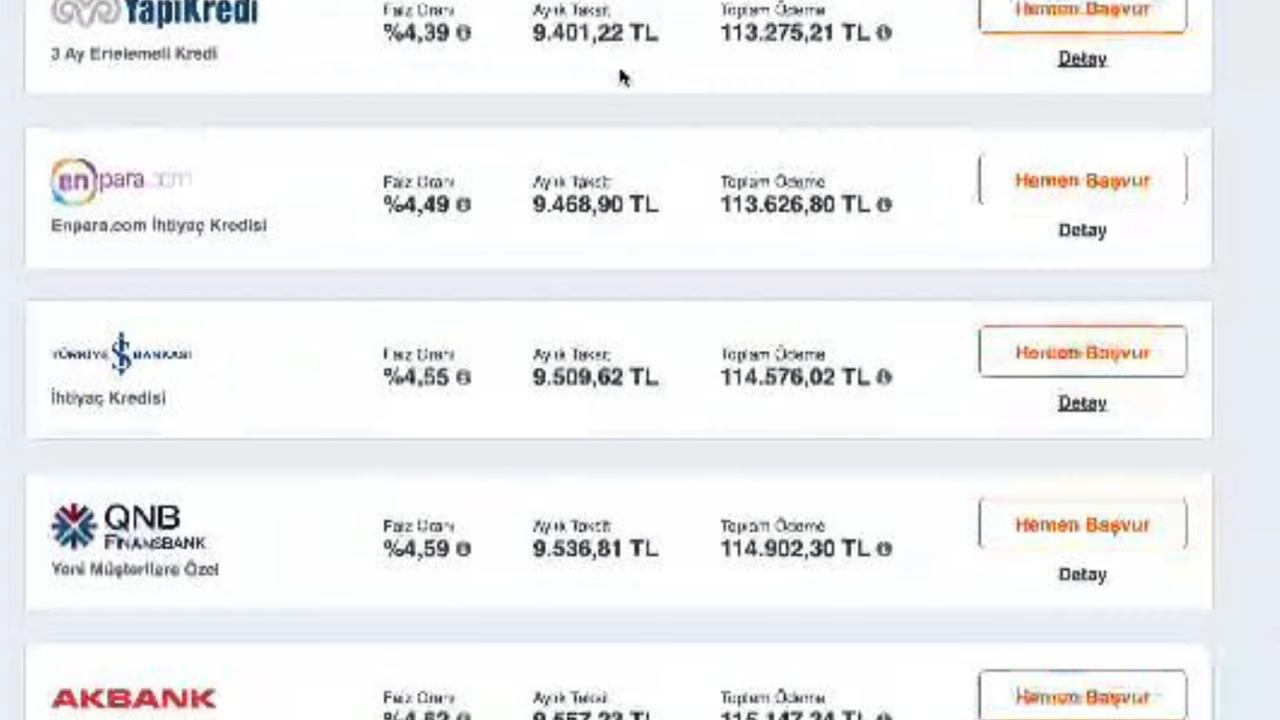 YapıKredi
3 Ay Ertelemeli Kredi
Faiz Oranı
%4,39
Aylık Taksit
9.401,22 TL
Toplam Ödeme
113.275,21 TL
Hemen Başvur
Detay
enpara.com
Enpara.com İhtiyaç Kredisi
Faiz Oranı
%4,49
Aylık Taksit
9.468,90 TL
Toplam Ödeme
113.626,80 TL
Hemen Başvur
Detay
TÜRKİYE İŞ BANKASI
İhtiyaç Kredisi
Faiz Oranı
%4,55
Aylık Taksit
9.509,62 TL
Toplam Ödeme
114.576,02 TL
Hemen Başvur
Detay
QNB
FİNANSBANK
Yeni Müşterilere Özel
Faiz Oranı
%4,59
Aylık Taksit
9.536,81 TL
Toplam Ödeme
114.902,30 TL
Hemen Başvur
Detay
AKBANK
Faiz Oranı
Aylık Taksit
Toplam Ödeme
Hemen Başvur